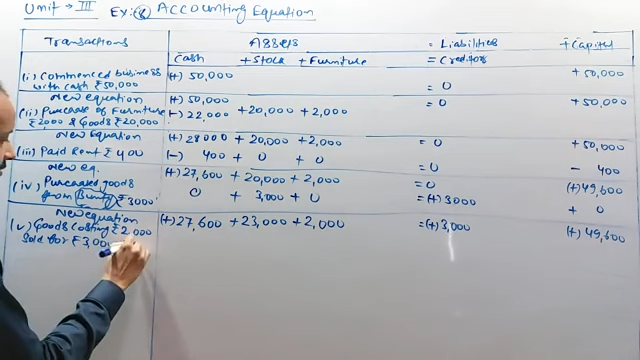 Unit - III Ex: 8 Accounting Equation
Transactions Assets = Liabilities + Capital
Cash + Stock + Furniture = Creditors
(i) Commenced business (+) 50,000 + 50,000
with cash ₹50,000 = 0
New equation (+) 50,000 = 0 + 50,000
(ii) Purchase of Furniture (-) 22,000 + 20,000 + 2,000
₹2000 & Goods ₹20,000
New Equation (+) 28000 + 20,000 + 2,000 = 0 + 50,000
(iii) Paid Rent ₹400 (-) 400 + 0 + 0 = 0 - 400
New eq. (+) 27,600 + 20,000 + 2,000 = 0 (+) 49,600
(iv) Purchased goods 0 + 3,000 + 0 = (+) 3000 + 0
from ₹3000
New equation (+) 27,600 + 23,000 + 2,000 = (+) 3,000 (+) 49,600
(v) Goods costing ₹2,000
sold for ₹300